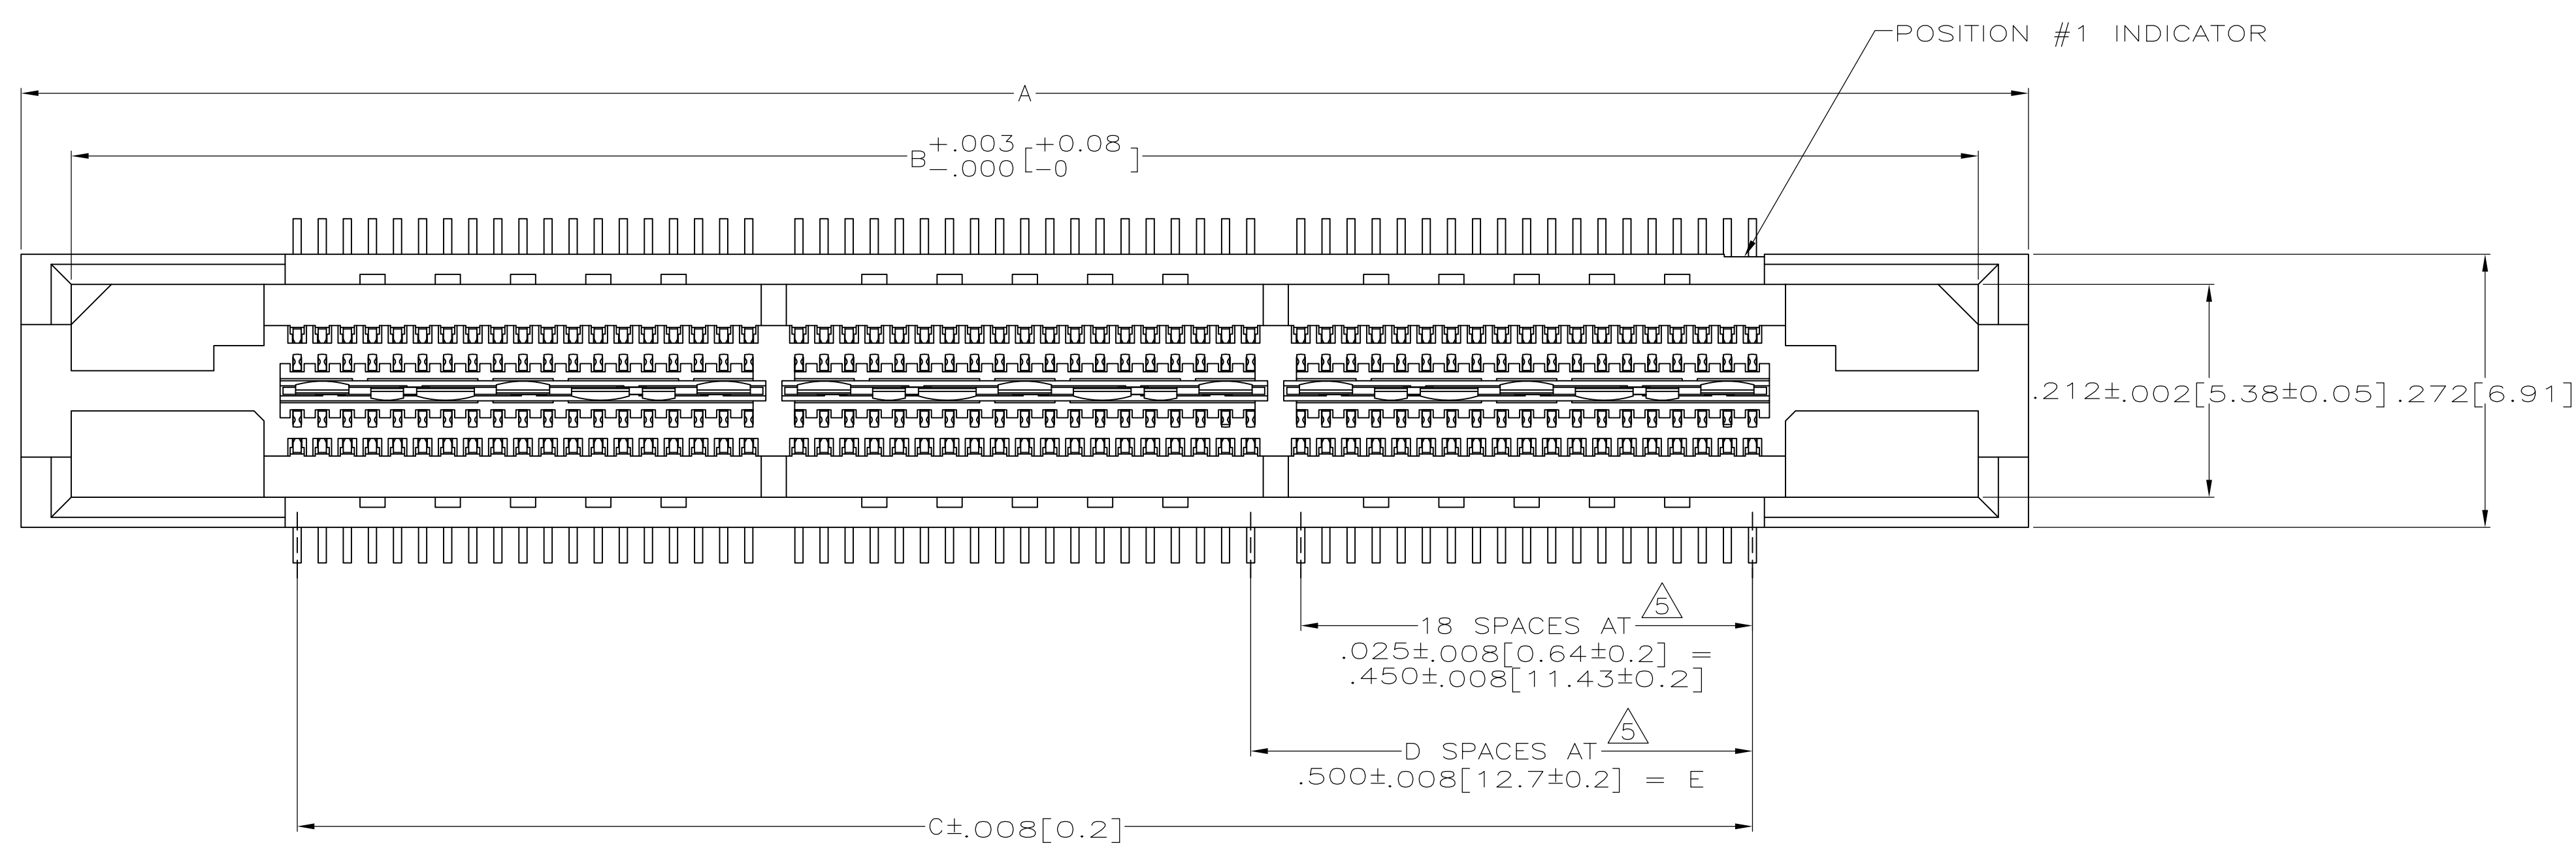 POSITION #1 INDICATOR
A
B +.003 [+0.08
-.000 [-0 ]
.212±.002[5.38±0.05]
.272[6.91]
5
18 SPACES AT
.025±.008[0.64±0.2] =
.450±.008[11.43±0.2]
5
D SPACES AT
.500±.008[12.7±0.2] = E
C±.008[0.2]